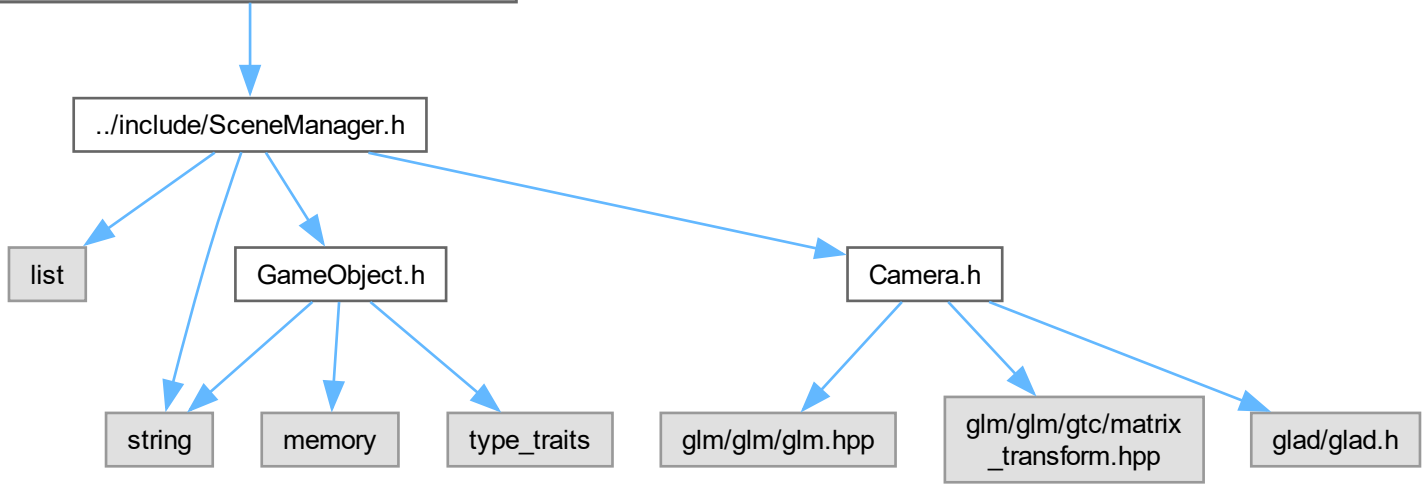 ../include/SceneManager.h
list
GameObject.h
Camera.h
string
memory
type_traits
glm/glm/glm.hpp
glm/glm/gtc/matrix
_transform.hpp
glad/glad.h